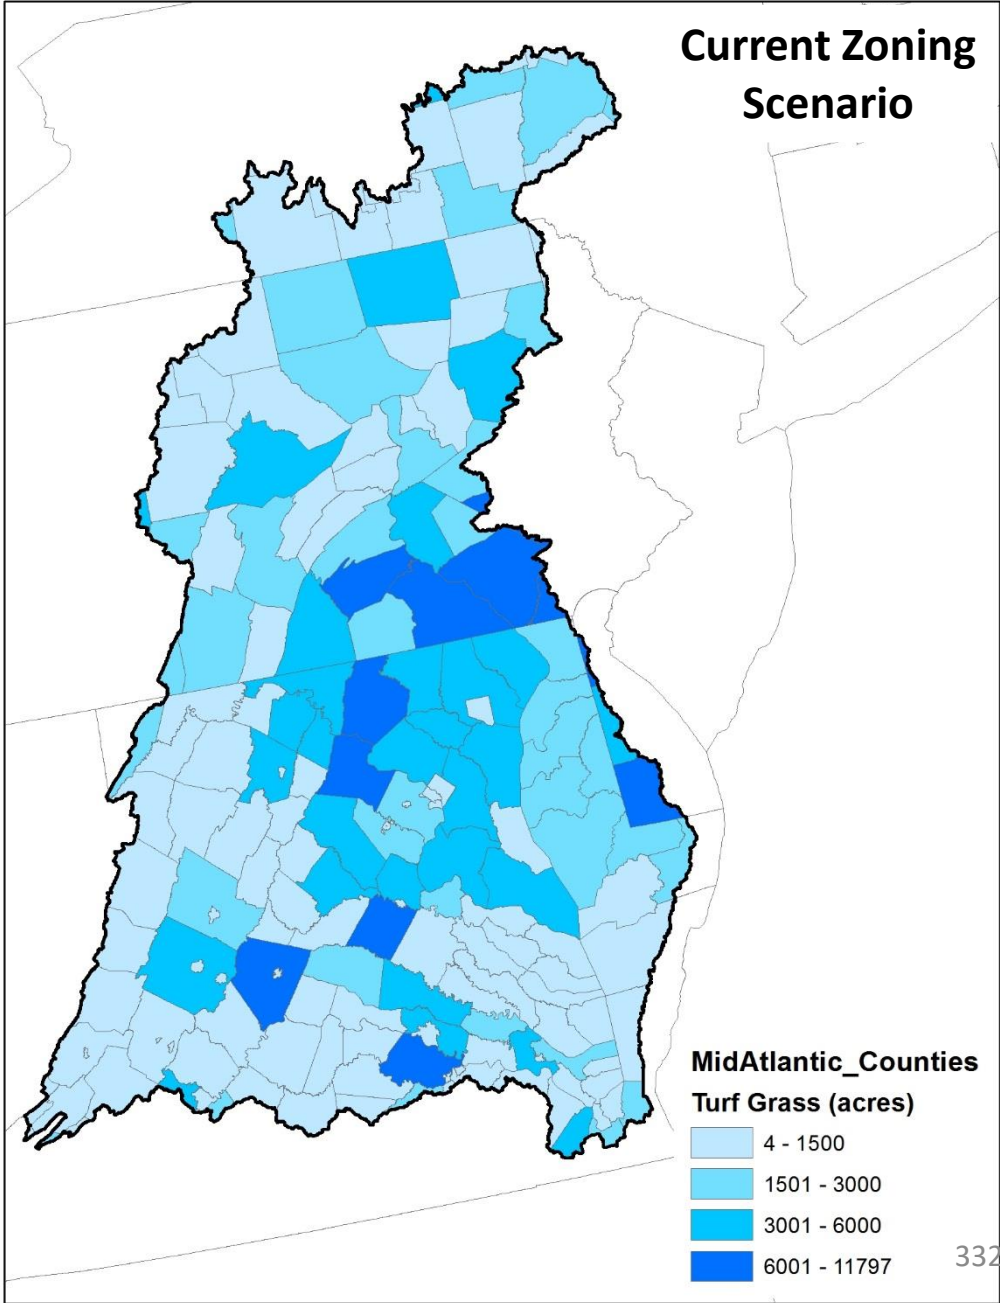 Current Zoning
Scenario
MidAtlantic_Counties
Turf Grass (acres)
4 - 1500
1501 - 3000
3001 - 6000
6001 - 11797
332